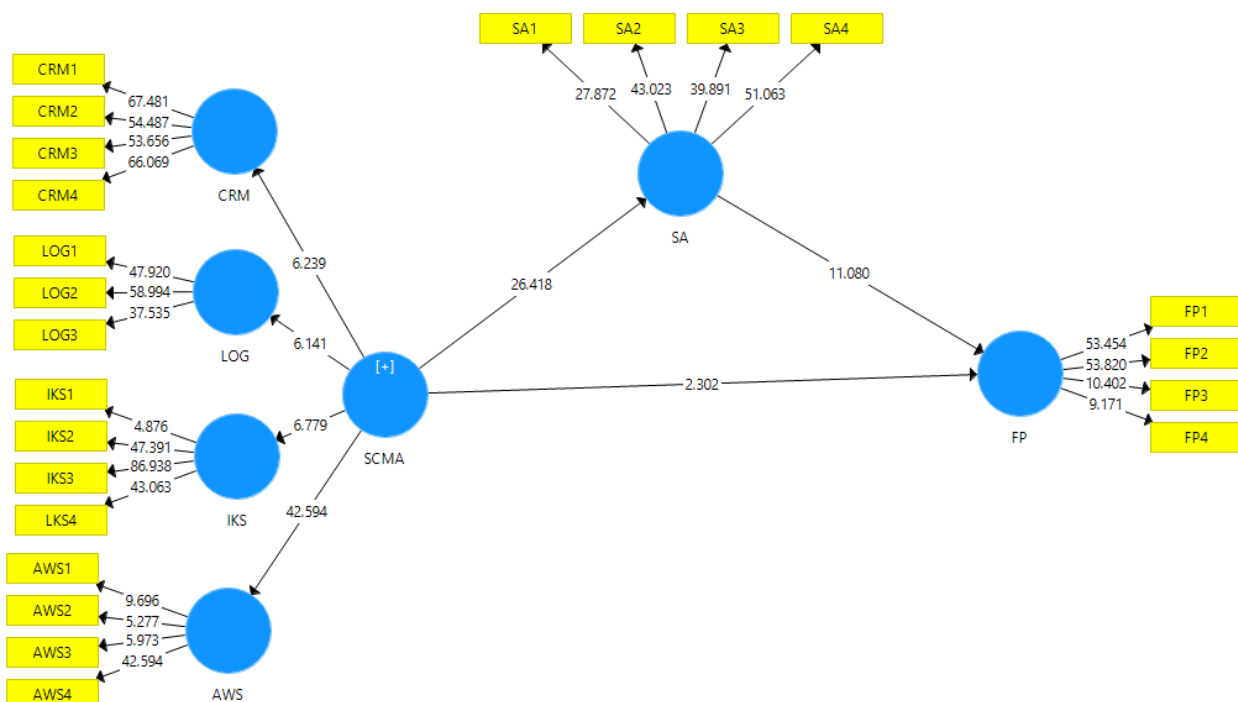 SA1
SA2
SA3
SA4
27.872
43.023
39.891
51.063
SA
CRM1
CRM2
CRM3
CRM4
67.481
54.487
53.656
66.069
CRM
LOG1
LOG2
LOG3
47.920
58.994
37.535
LOG
IKS1
IKS2
IKS3
LKS4
4.876
47.391
86.938
43.063
IKS
AWS1
AWS2
AWS3
AWS4
9.696
5.277
5.973
42.594
AWS
6.239
6.141
6.779
42.594
[+]
SCMA
26.418
11.080
2.302
FP
53.454
53.820
10.402
9.171
FP1
FP2
FP3
FP4